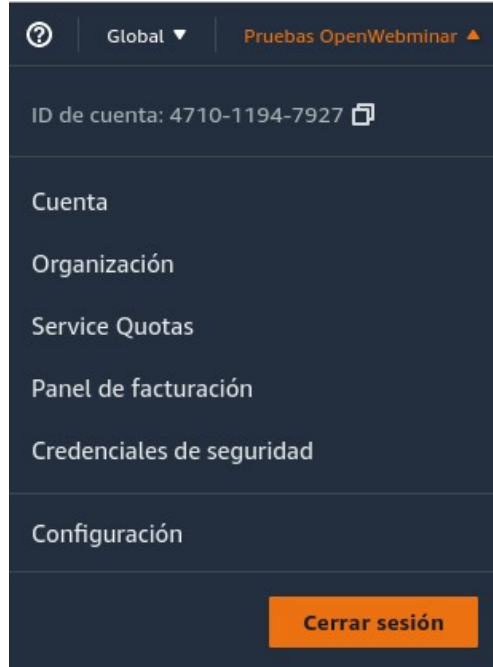 Global Pruebas OpenWebminar
ID de cuenta: 4710-1194-7927
Cuenta
Organización
Service Quotas
Panel de facturación
Credenciales de seguridad
Configuración
Cerrar sesión